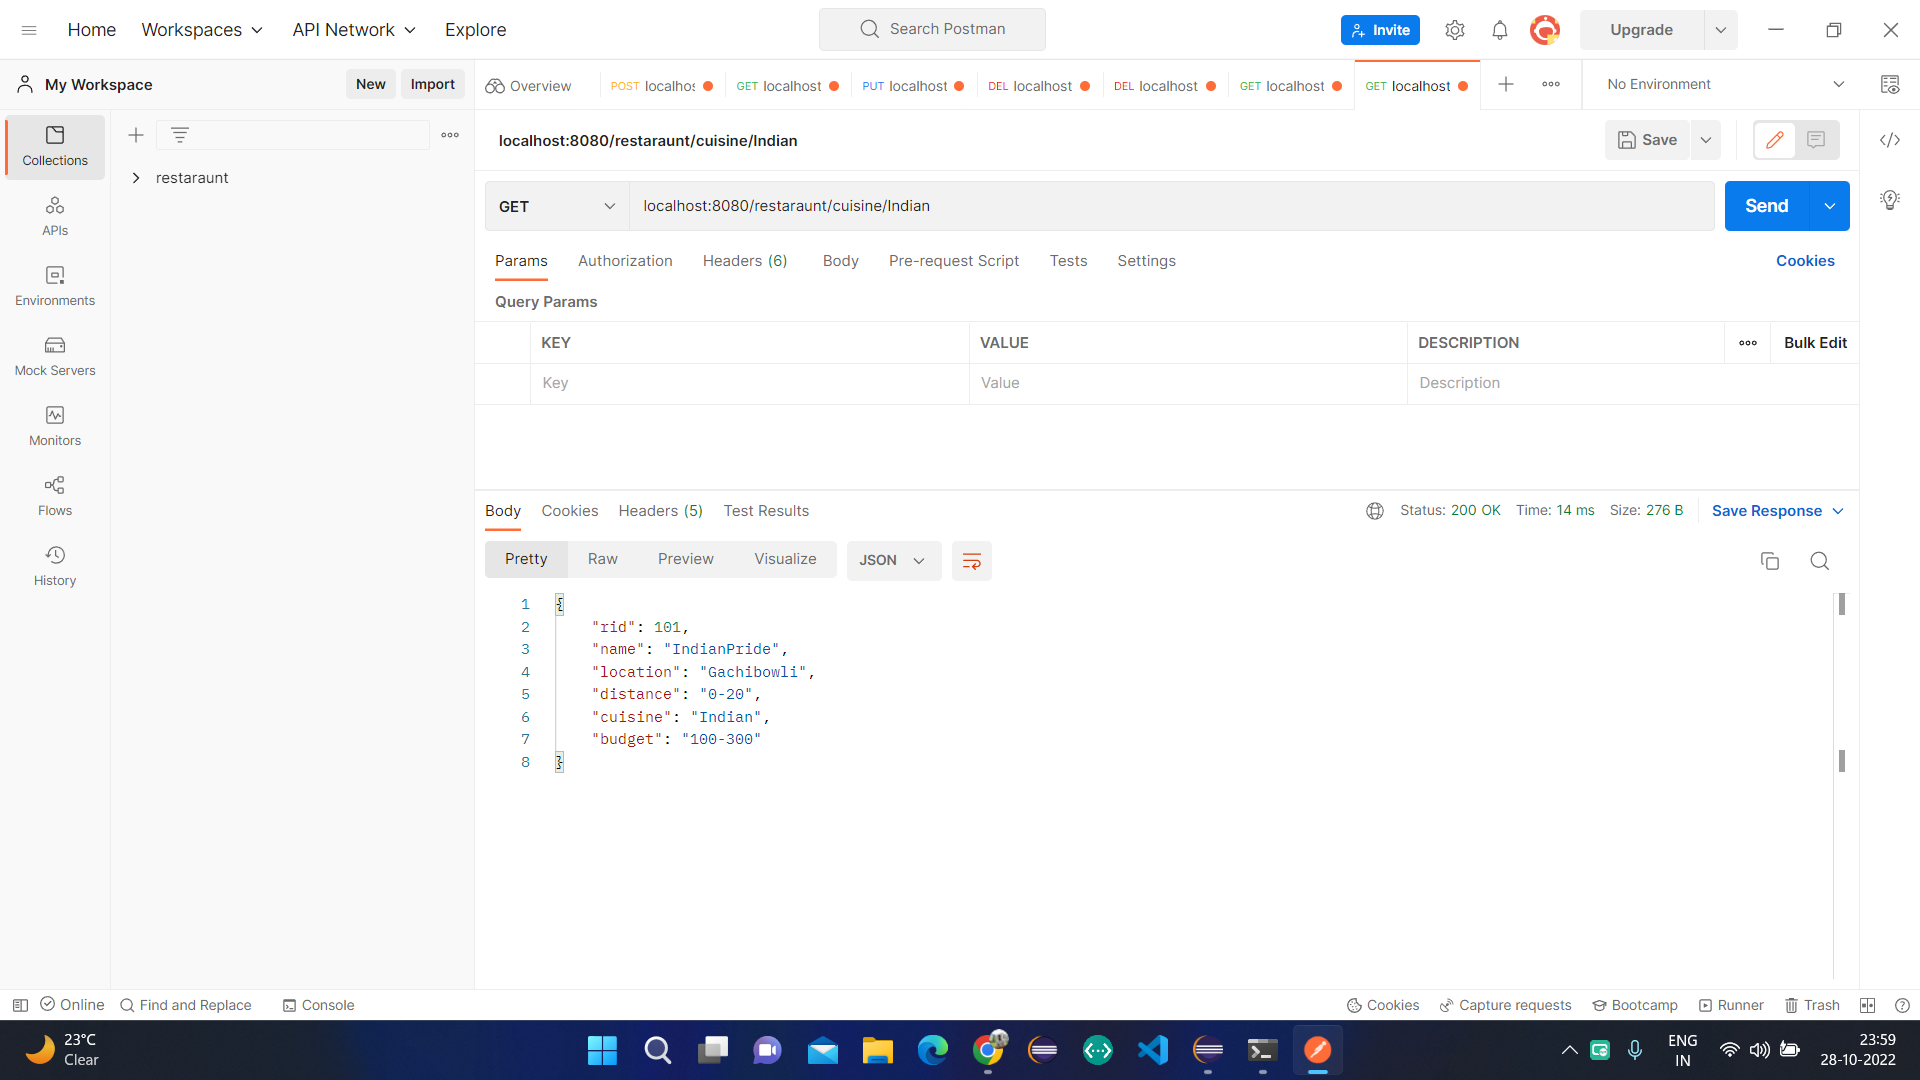 Home Workspaces API Network Explore Search Postman Invite Upgrade
My Workspace New Import Overview POST localhos GET localhost PUT localhost DEL localhost DEL localhost GET localhost GET localhost No Environment
Collections
restaraunt
APIs
Environments
Mock Servers
Monitors
Flows
History
localhost:8080/restaraunt/cuisine/Indian Save
GET localhost:8080/restaraunt/cuisine/Indian Send
Params Authorization Headers (6) Body Pre-request Script Tests Settings Cookies
Query Params
KEY VALUE DESCRIPTION Bulk Edit
Key Value Description
Body Cookies Headers (5) Test Results Status: 200 OK Time: 14 ms Size: 276 B Save Response
Pretty Raw Preview Visualize JSON
1 {
2 "rid": 101,
3 "name": "IndianPride",
4 "location": "Gachibowli",
5 "distance": "0-20",
6 "cuisine": "Indian",
7 "budget": "100-300"
8 }
Online Find and Replace Console Cookies Capture requests Bootcamp Runner Trash
23°C
Clear
ENG
IN
23:59
28-10-2022